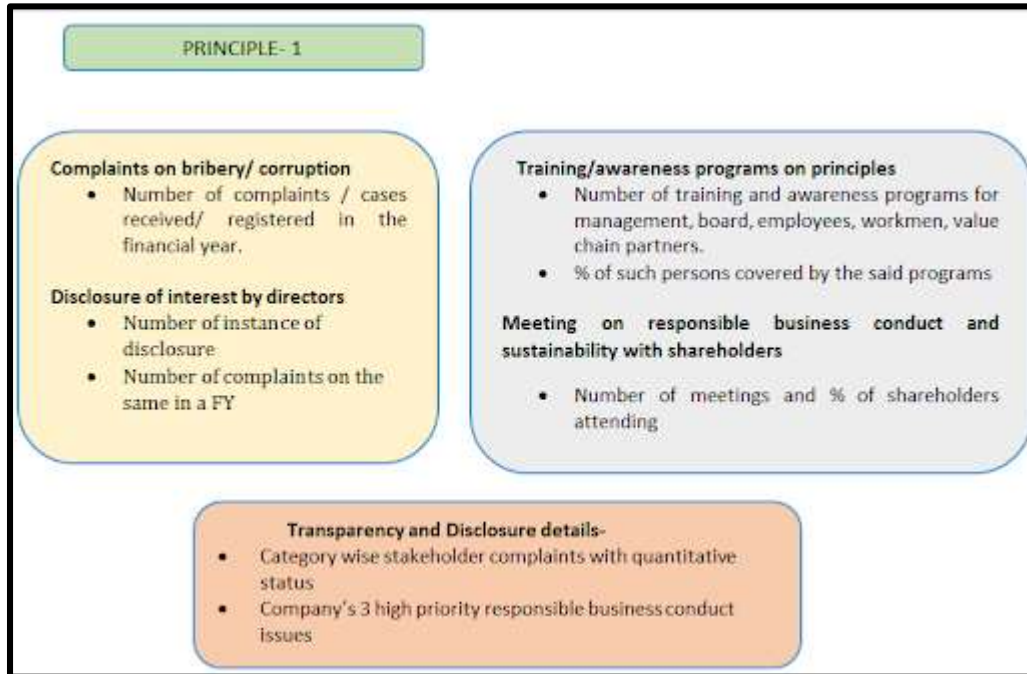 PRINCIPLE- 1
Complaints on bribery/ corruption
• Number of complaints / cases
received/ registered in the
financial year.
Disclosure of interest by directors
• Number of instance of
disclosure
• Number of complaints on the
same in a FY
Training/awareness programs on principles
• Number of training and awareness programs for
management, board, employees, workmen, value
chain partners.
• % of such persons covered by the said programs
Meeting on responsible business conduct and
sustainability with shareholders
• Number of meetings and % of shareholders
attending
Transparency and Disclosure details-
• Category wise stakeholder complaints with quantitative
status
• Company's 3 high priority responsible business conduct
issues